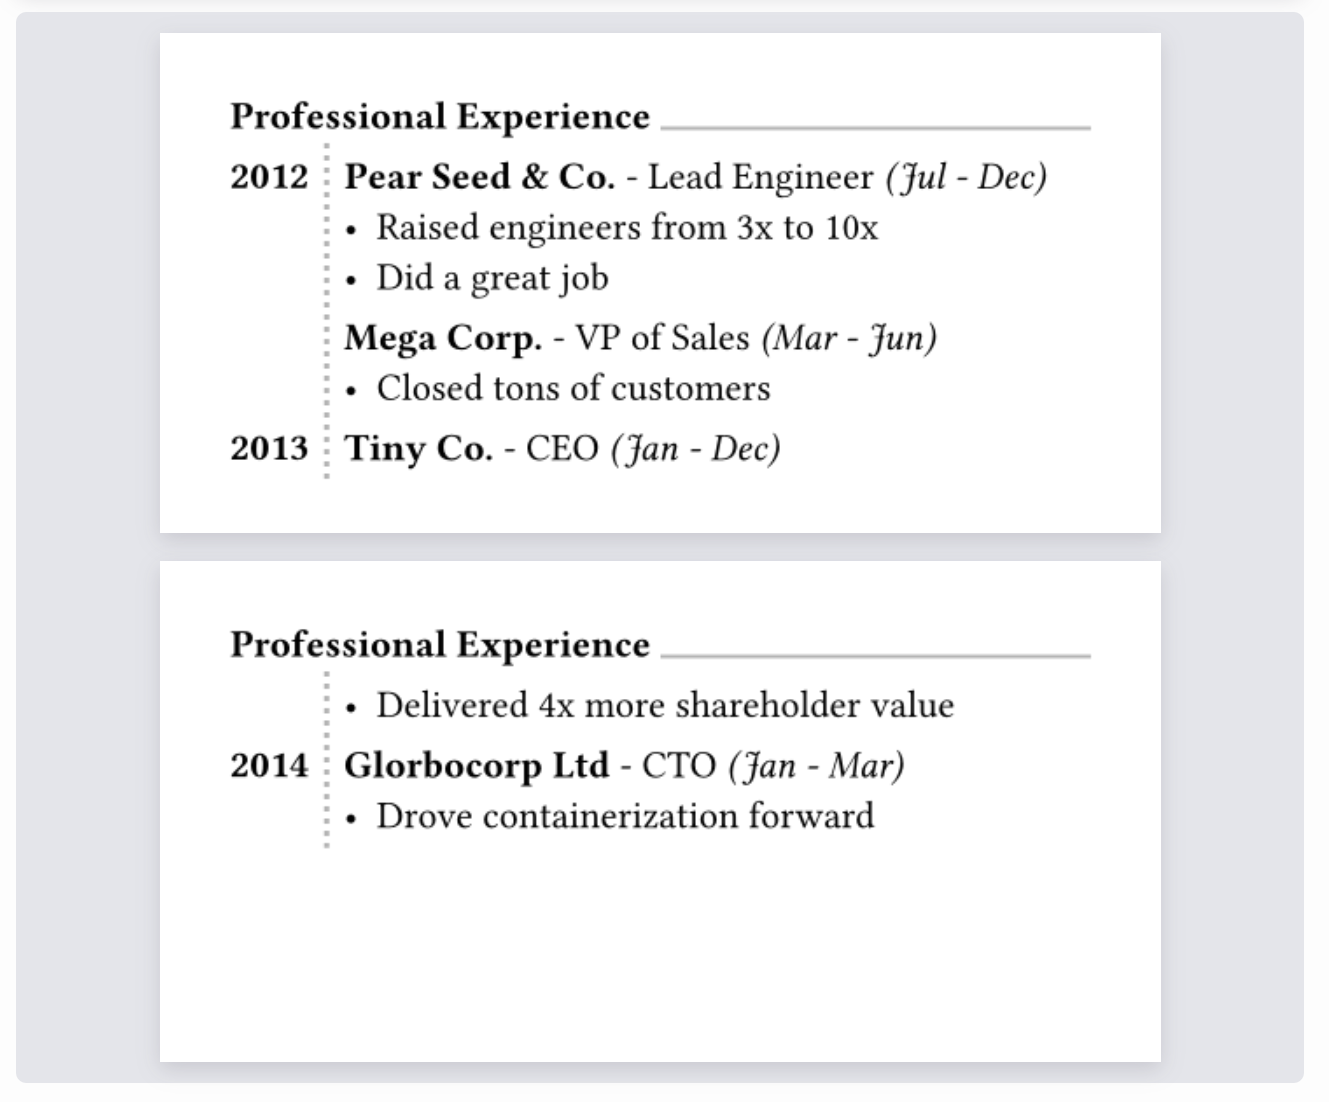 Professional Experience
2012 Pear Seed & Co. - Lead Engineer (Jul - Dec)
• Raised engineers from 3x to 10x
• Did a great job
Mega Corp. - VP of Sales (Mar - Jun)
• Closed tons of customers
2013 Tiny Co. - CEO (Jan - Dec)
Professional Experience
• Delivered 4x more shareholder value
2014 Glorbocorp Ltd - CTO (Jan - Mar)
• Drove containerization forward